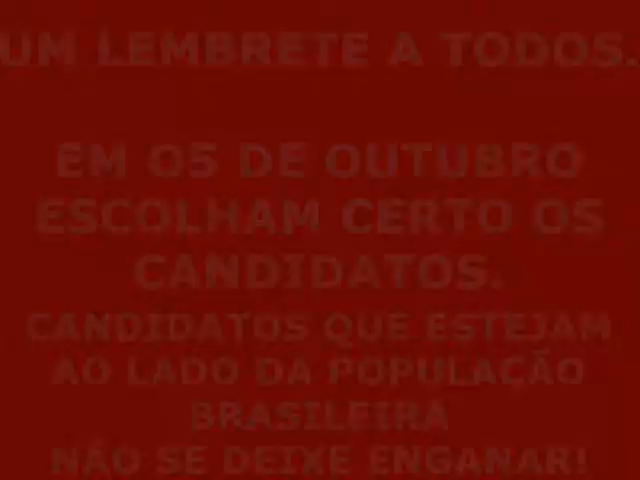 UM LEMBRETE A TODOS.
EM 05 DE OUTUBRO
ESCOLHAM CERTO OS
CANDIDATOS.
CANDIDATOS QUE ESTEJAM
AO LADO DA POPULAÇÃO
BRASILEIRA
NÃO SE DEIXE ENGANAR!